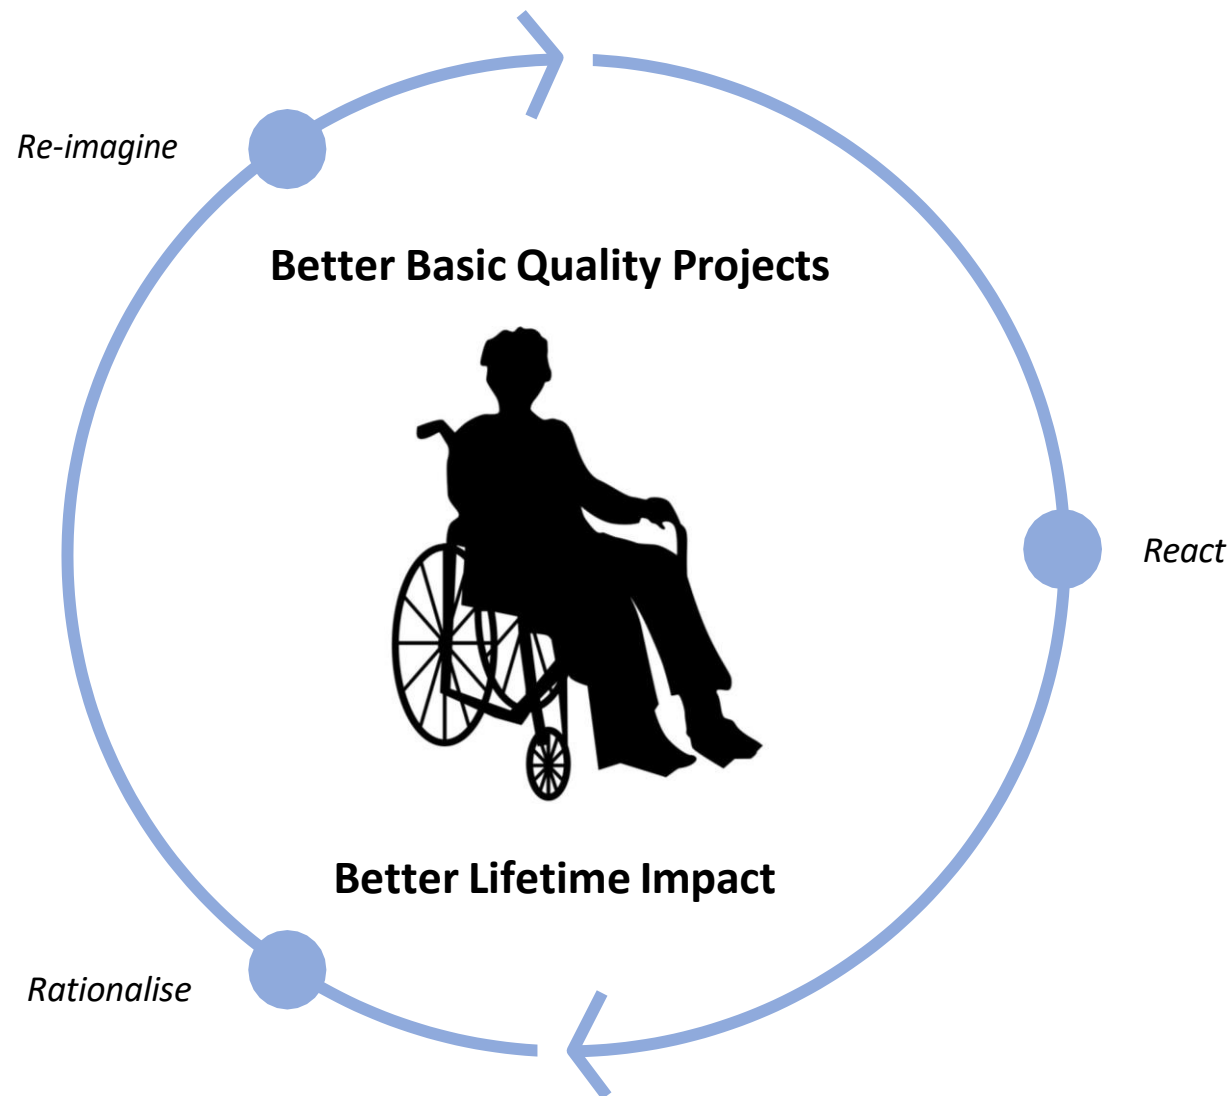 Re-imagine
Better Basic Quality Projects
React
Better Lifetime Impact
Rationalise